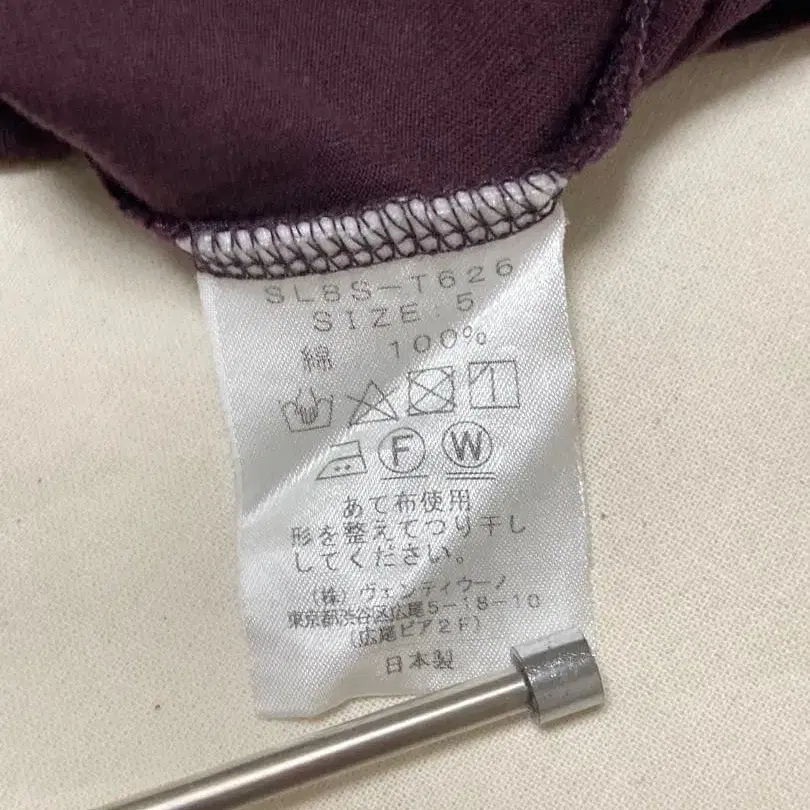 SL8S-T626
SIZE:5
綿 100%
F W
あて布使用
形を整えてつり干し
してください。
(株)ヴェンティウーノ
東京都渋谷区広尾5-18-10
(広尾ピア2F)
日本製